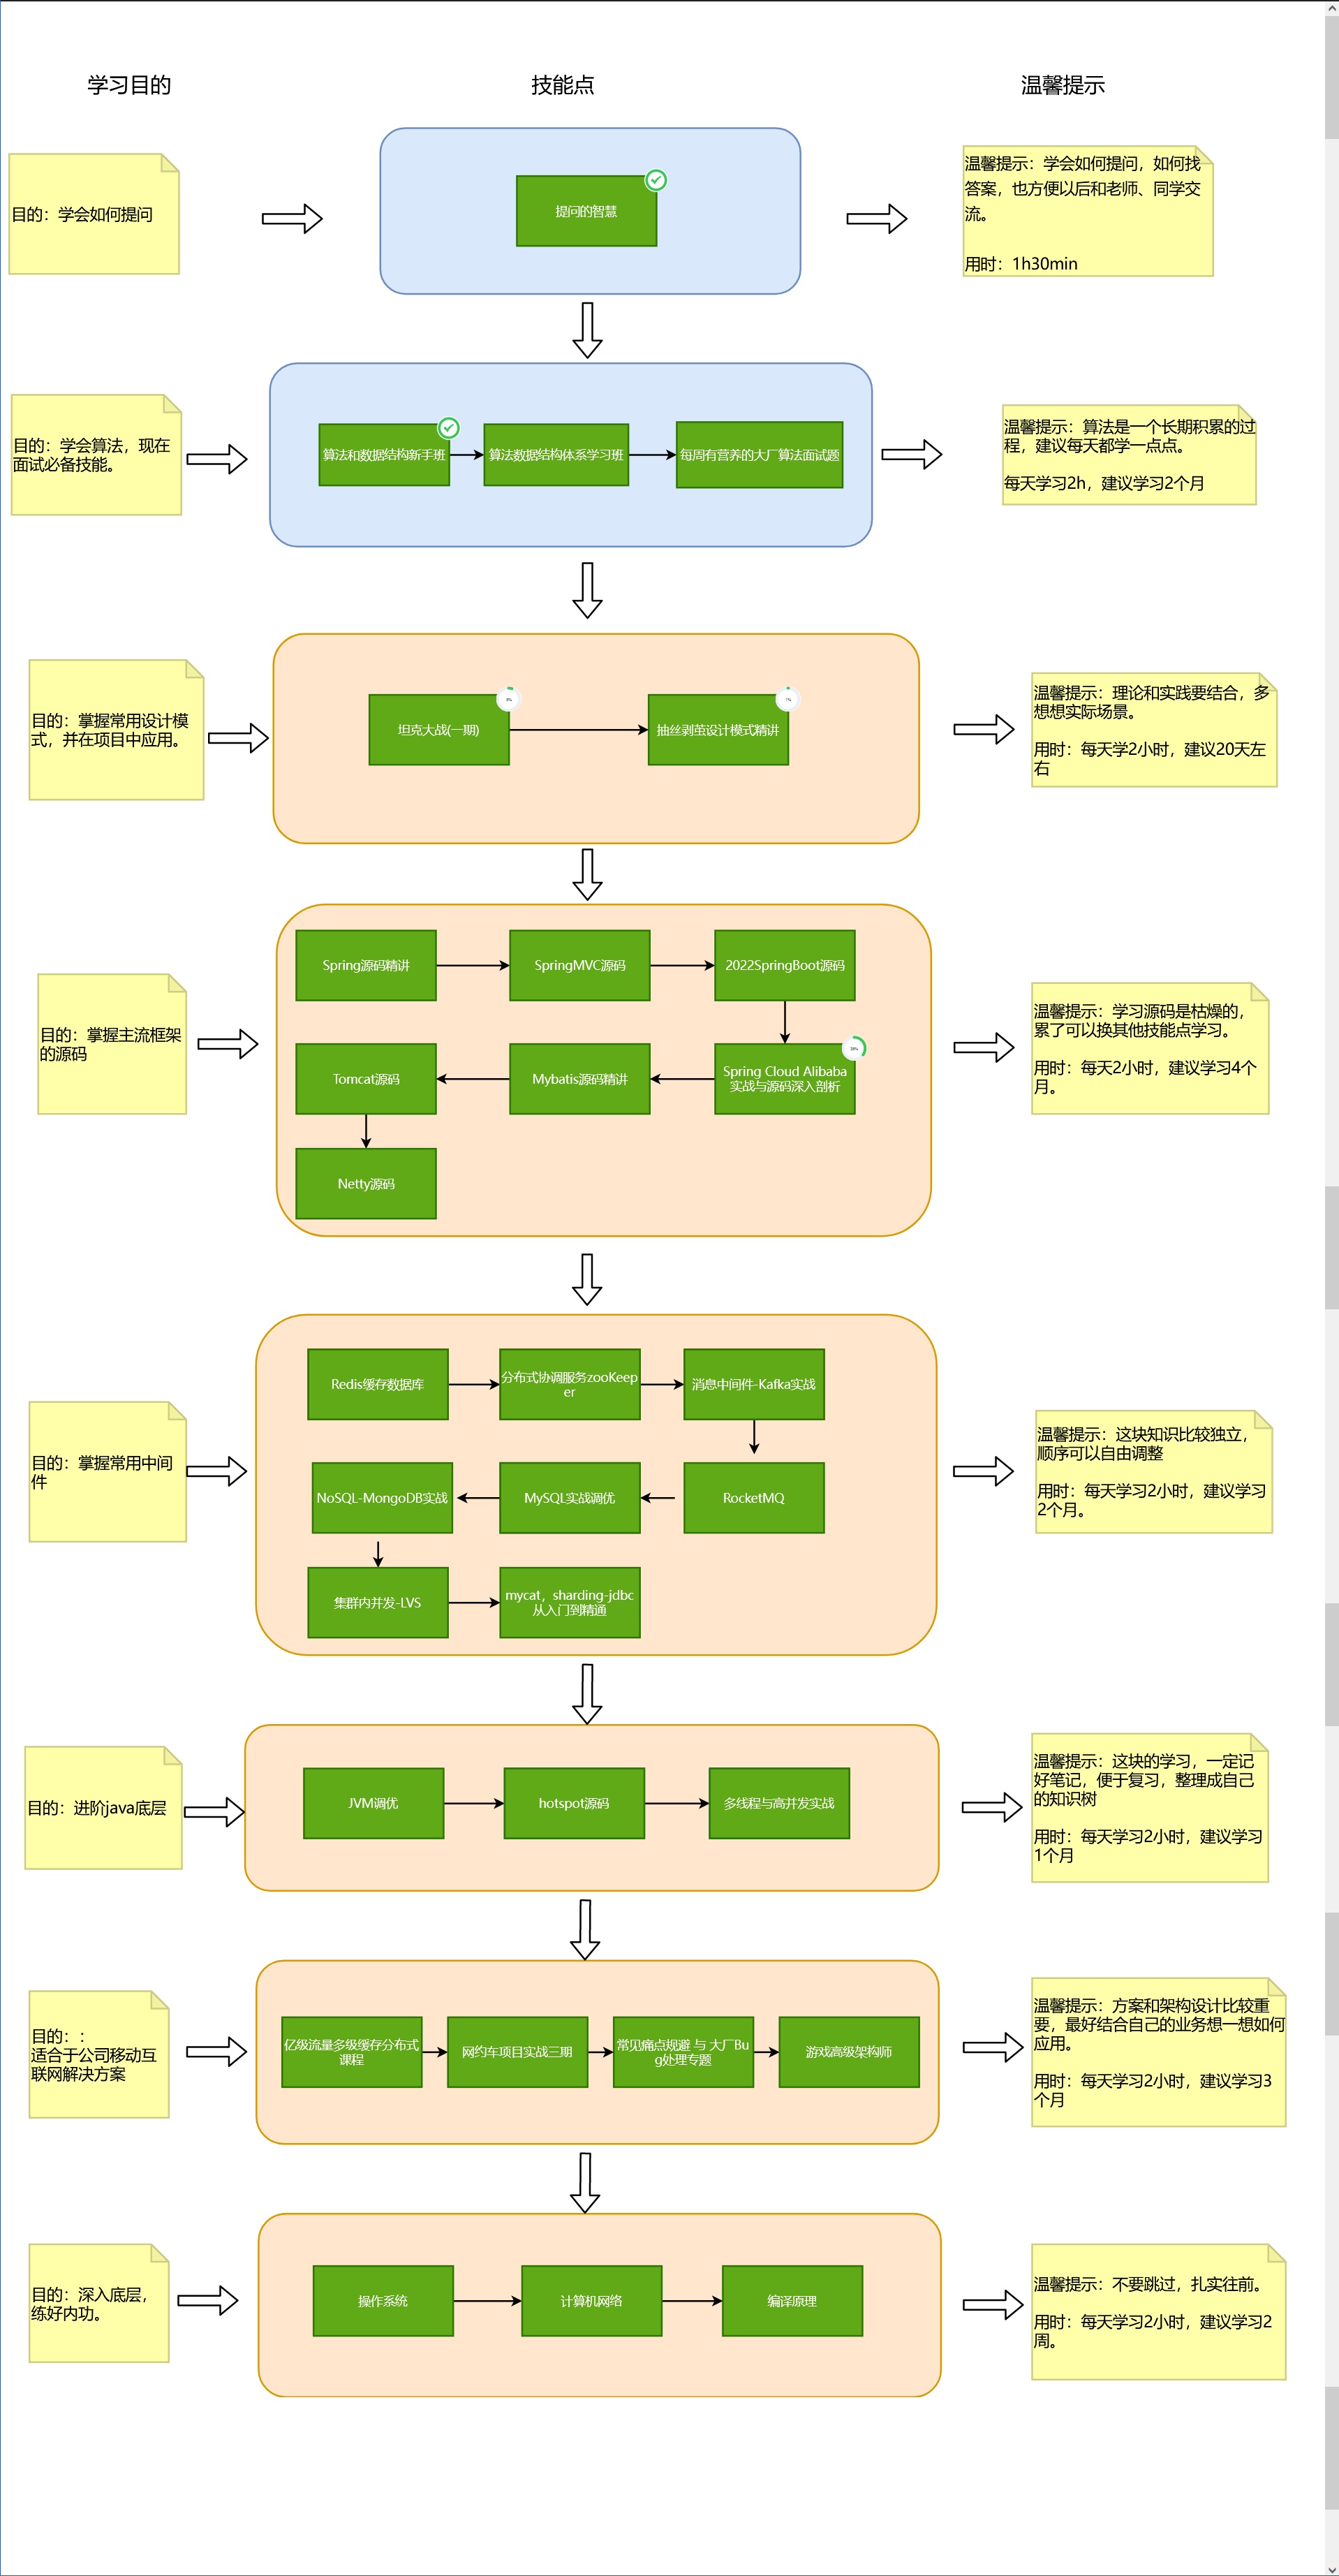 学习目的
技能点
温馨提示
目的：学会如何提问
提问的智慧
温馨提示：学会如何提问，如何找
答案，也方便以后和老师、同学交
流。
用时：1h30min
目的：学会算法，现在
面试必备技能。
算法和数据结构新手班
算法数据结构体系学习班
每周有营养的大厂算法面试题
温馨提示：算法是一个长期积累的过
程，建议每天都学一点点。
每天学习2h，建议学习2个月
目的：掌握常用设计模
式，并在项目中应用。
坦克大战(一期)
抽丝剥茧设计模式精讲
温馨提示：理论和实践要结合，多
想想实际场景。
用时：每天学2小时，建议20天左
右
目的：掌握主流框架
的源码
Spring源码精讲
SpringMVC源码
2022SpringBoot源码
Tomcat源码
Mybatis源码精讲
Spring Cloud Alibaba
实战与源码深入剖析
Netty源码
温馨提示：学习源码是枯燥的，
累了可以换其他技能点学习。
用时：每天2小时，建议学习4个
月。
目的：掌握常用中间
件
Redis缓存数据库
分布式协调服务zooKeep
er
消息中间件-Kafka实战
NoSQL-MongoDB实战
MySQL实战调优
RocketMQ
集群内并发-LVS
mycat，sharding-jdbc
从入门到精通
温馨提示：这块知识比较独立，
顺序可以自由调整
用时：每天学习2小时，建议学习
2个月。
目的：进阶java底层
JVM调优
hotspot源码
多线程与高并发实战
温馨提示：这块的学习，一定记
好笔记，便于复习，整理成自己
的知识树
用时：每天学习2小时，建议学习
1个月
目的：：
适合于公司移动互
联网解决方案
亿级流量多级缓存分布式
课程
网约车项目实战三期
常见痛点规避 与 大厂Bu
g处理专题
游戏高级架构师
温馨提示：方案和架构设计比较重
要，最好结合自己的业务想一想如何
应用。
用时：每天学习2小时，建议学习3
个月
目的：深入底层，
练好内功。
操作系统
计算机网络
编译原理
温馨提示：不要跳过，扎实往前。
用时：每天学习2小时，建议学习2
周。